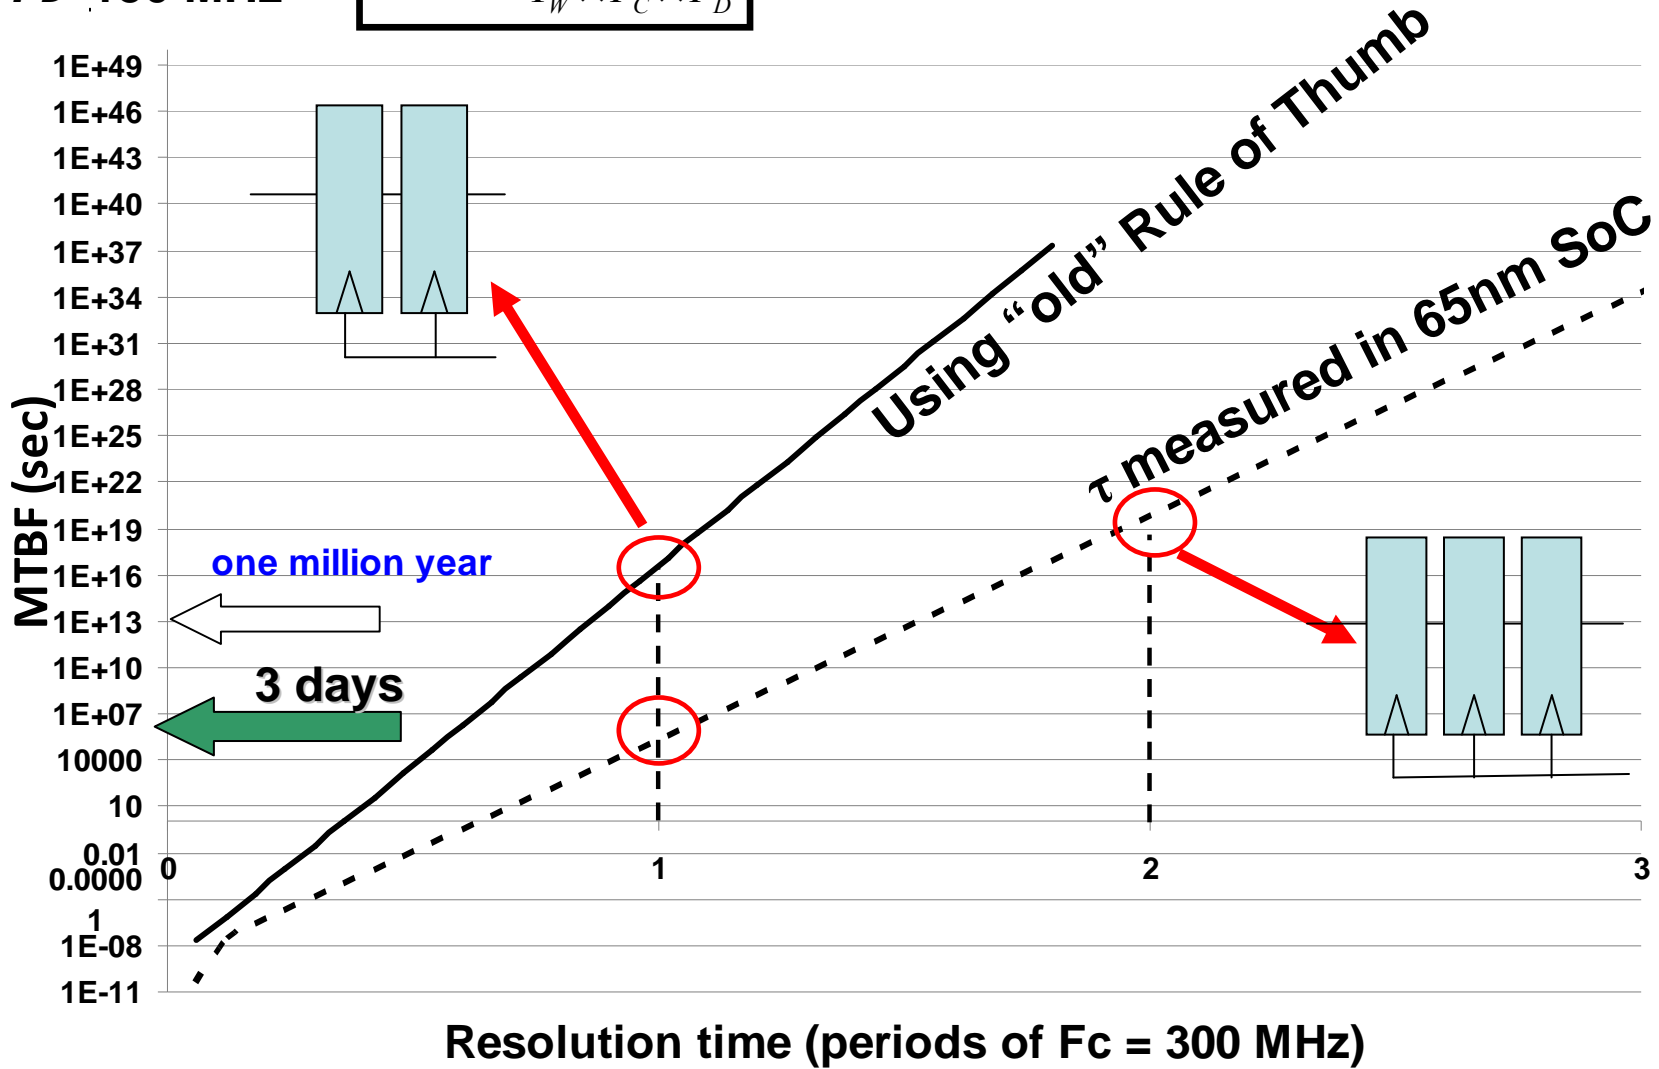 1E+49
1E+46
1E+43
1E+40
1E+37
1E+34
1E+31
1E+28
1E+25
1E+22
1E+19
1E+16
1E+13
1E+10
1E+07
10000
10
0.01
0.0000
1
1E-08
1E-11
MTBF (sec)
one million year
3 days
Using “old” Rule of Thumb
τ measured in 65nm SoC
0
1
2
3
Resolution time (periods of Fc = 300 MHz)